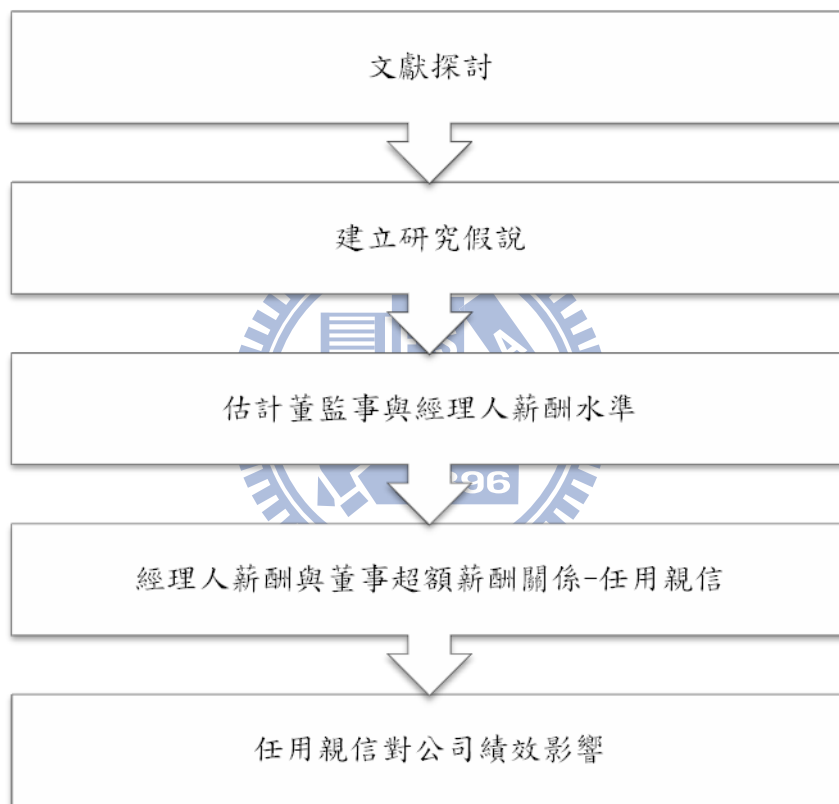 文獻探討
建立研究假說
估計董監事與經理人薪酬水準
96
經理人薪酬與董事超額薪酬關係-任用親信
任用親信對公司績效影響